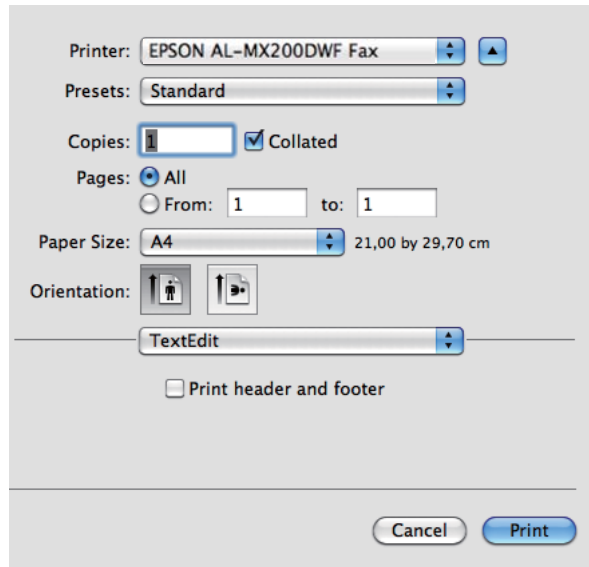 Printer: EPSON AL-MX200DWF Fax
Presets: Standard
Copies: 1 Collated
Pages: All
From: 1 to: 1
Paper Size: A4 21,00 by 29,70 cm
Orientation:
TextEdit
Print header and footer
Cancel Print